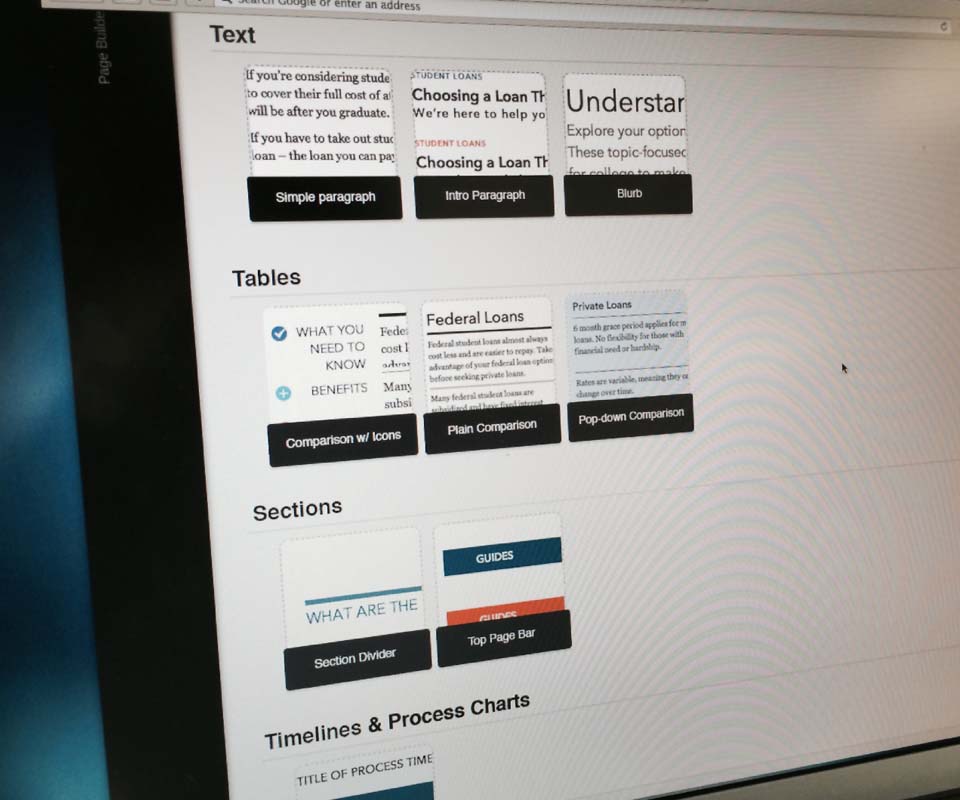 Search Google or enter an address
Page Builde
Text
If you're considering stude
to cover their full cost of a
will be after you graduate.
If you have to take out stud
loan – the loan you can pay
Simple paragraph
STUDENT LOANS
Choosing a Loan Th
We're here to help yo
STUDENT LOANS
Choosing a Loan Th
Intro Paragraph
Understan
Explore your option
These topic-focused
for college to make
Blurb
Tables
WHAT YOU
NEED TO
KNOW
BENEFITS
Feder
cost l
advan
Many
subsi
Comparison w/ Icons
Federal Loans
Federal student loans almost always
cost less and are easier to repay. Take
advantage of your federal loan option
before seeking private loans.
Many federal student loans are
subsidized and have fixed interest
Plain Comparison
Private Loans
6 month grace period applies for m
loans. No flexibility for those with
financial need or hardship.
Rates are variable, meaning they ca
change over time.
Pop-down Comparison
Sections
WHAT ARE THE
Section Divider
GUIDES
GUIDES
Top Page Bar
Timelines & Process Charts
TITLE OF PROCESS TIME